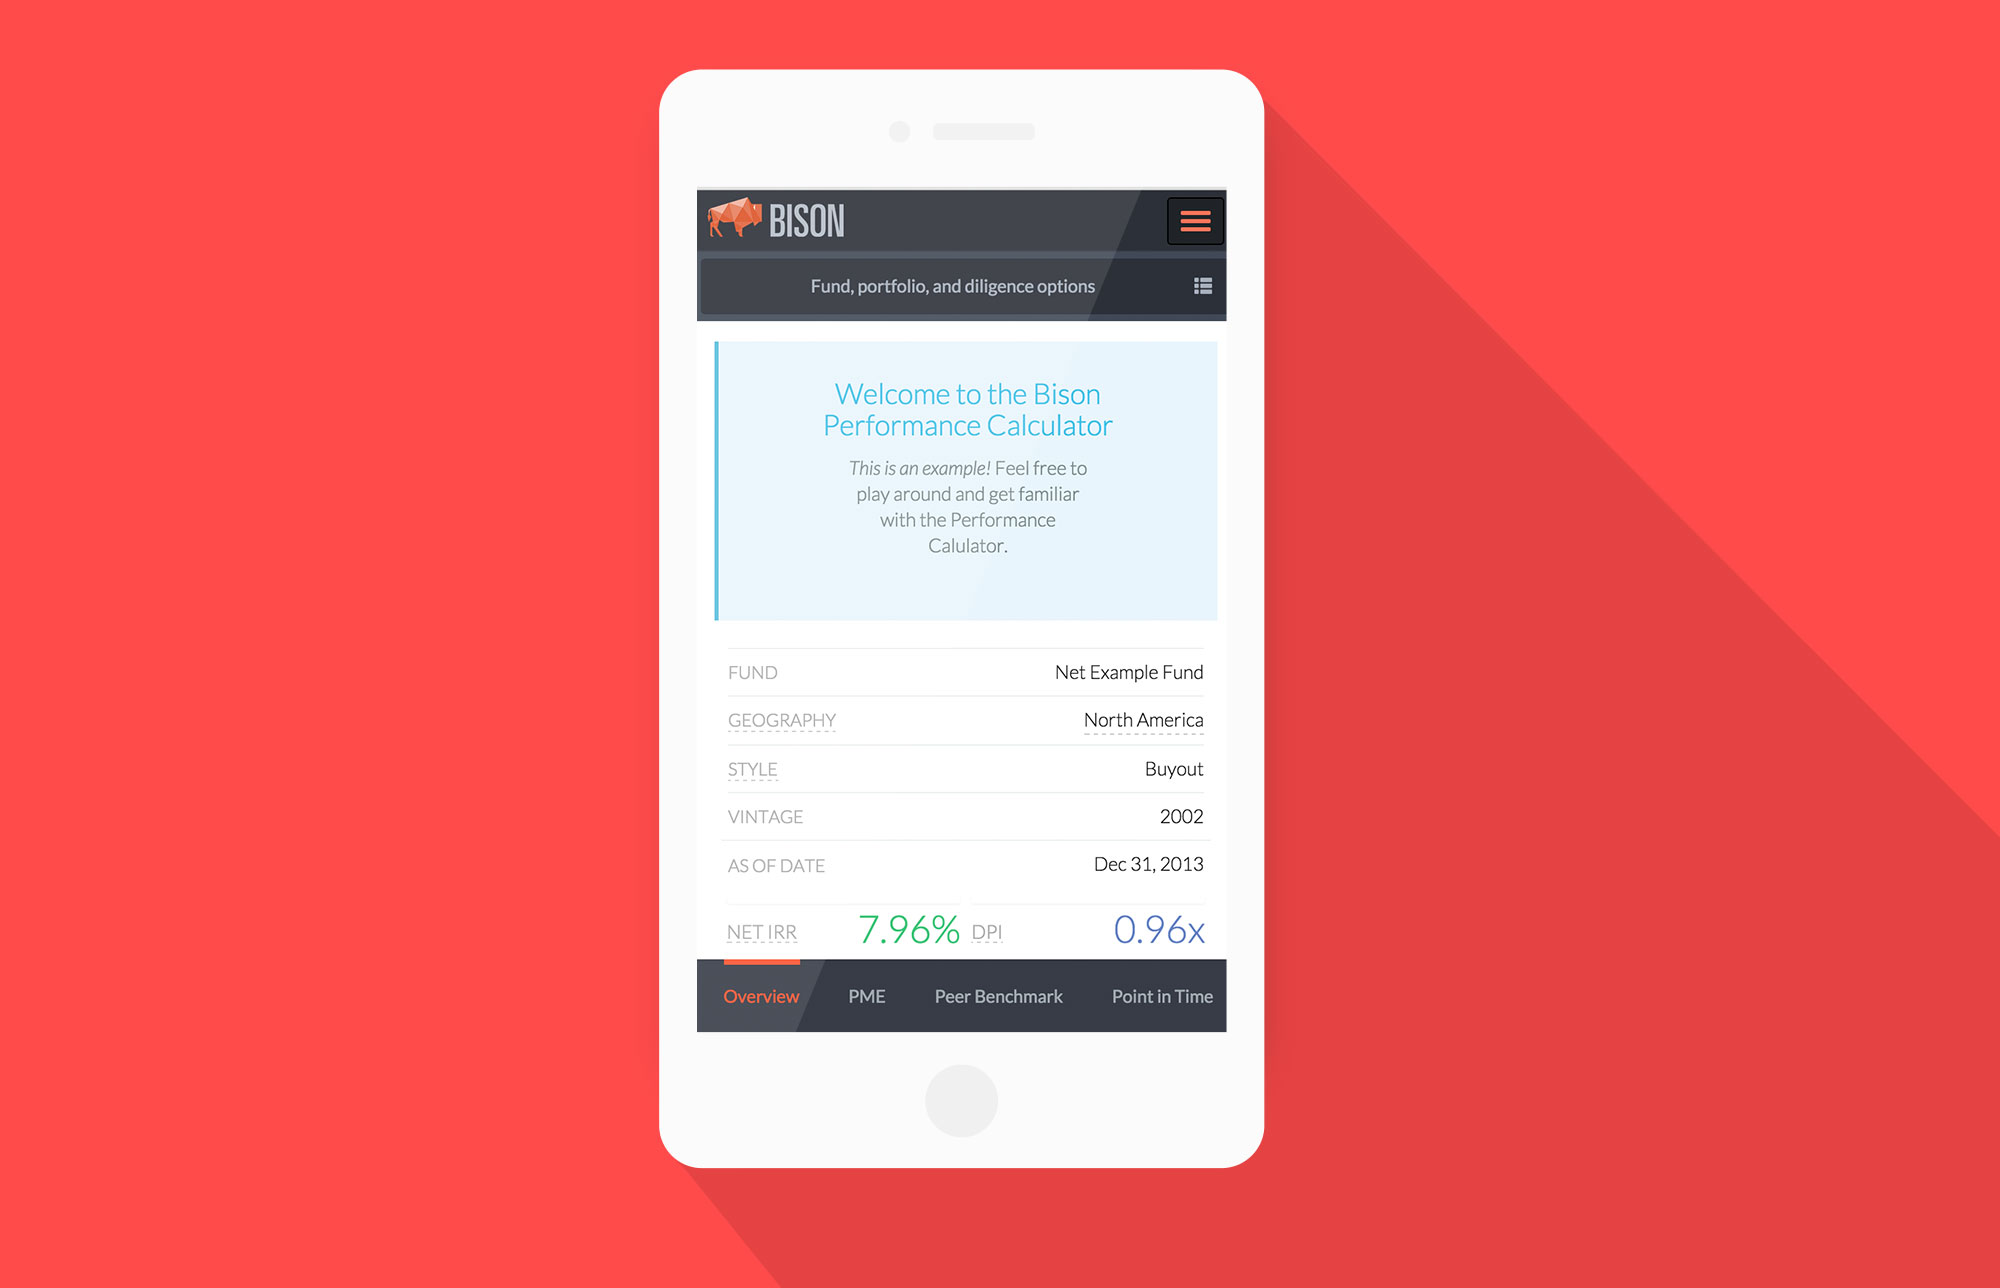 BISON
Fund, portfolio, and diligence options
Welcome to the Bison
Performance Calculator
This is an example! Feel free to
play around and get familiar
with the Performance
Calulator.
FUND Net Example Fund
GEOGRAPHY North America
STYLE Buyout
VINTAGE 2002
AS OF DATE Dec 31, 2013
NET IRR 7.96% DPI 0.96x
Overview PME Peer Benchmark Point in Time